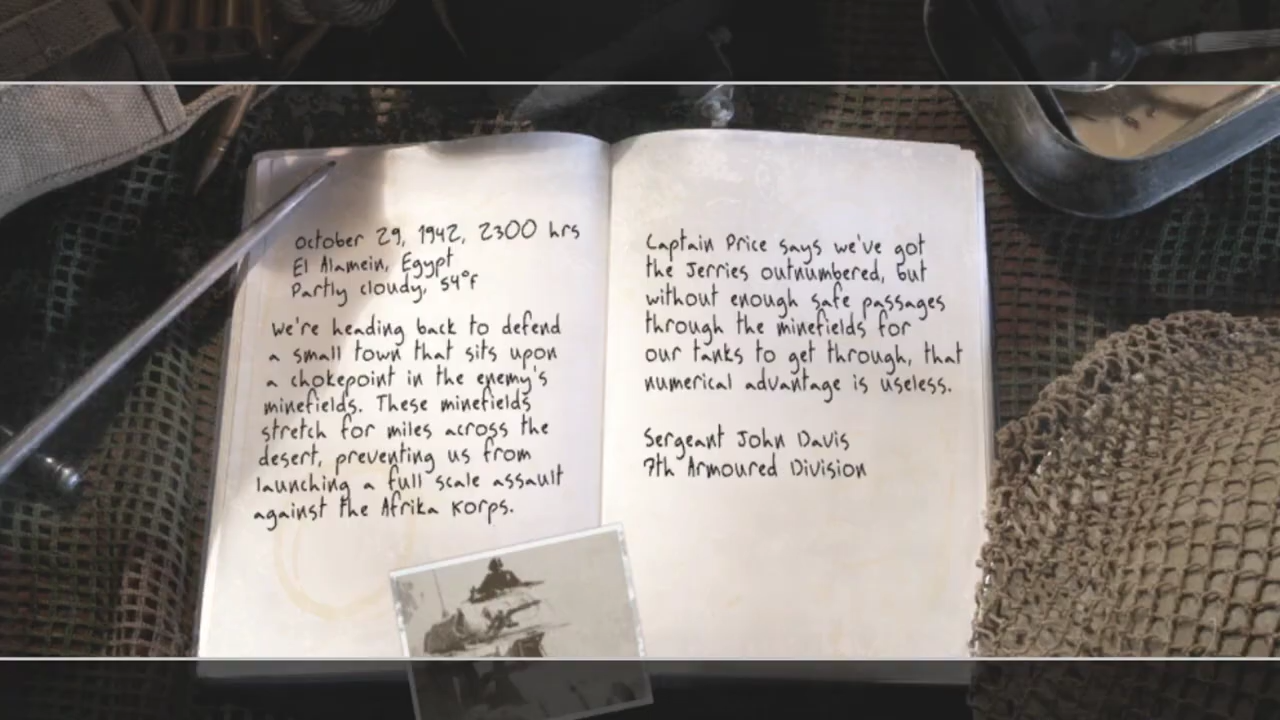 October 29, 1942, 2300 hrs
El Alamein, Egypt
Partly cloudy, 54°F
We're heading back to defend
a small town that sits upon
a chokepoint in the enemy's
minefields. These minefields
stretch for miles across the
desert, preventing us from
launching a full scale assault
against the Afrika Korps.
Captain Price says we've got
the Jerries outnumbered, but
without enough safe passages
through the minefields for
our tanks to get through, that
numerical advantage is useless.
Sergeant John Davis
7th Armoured Division